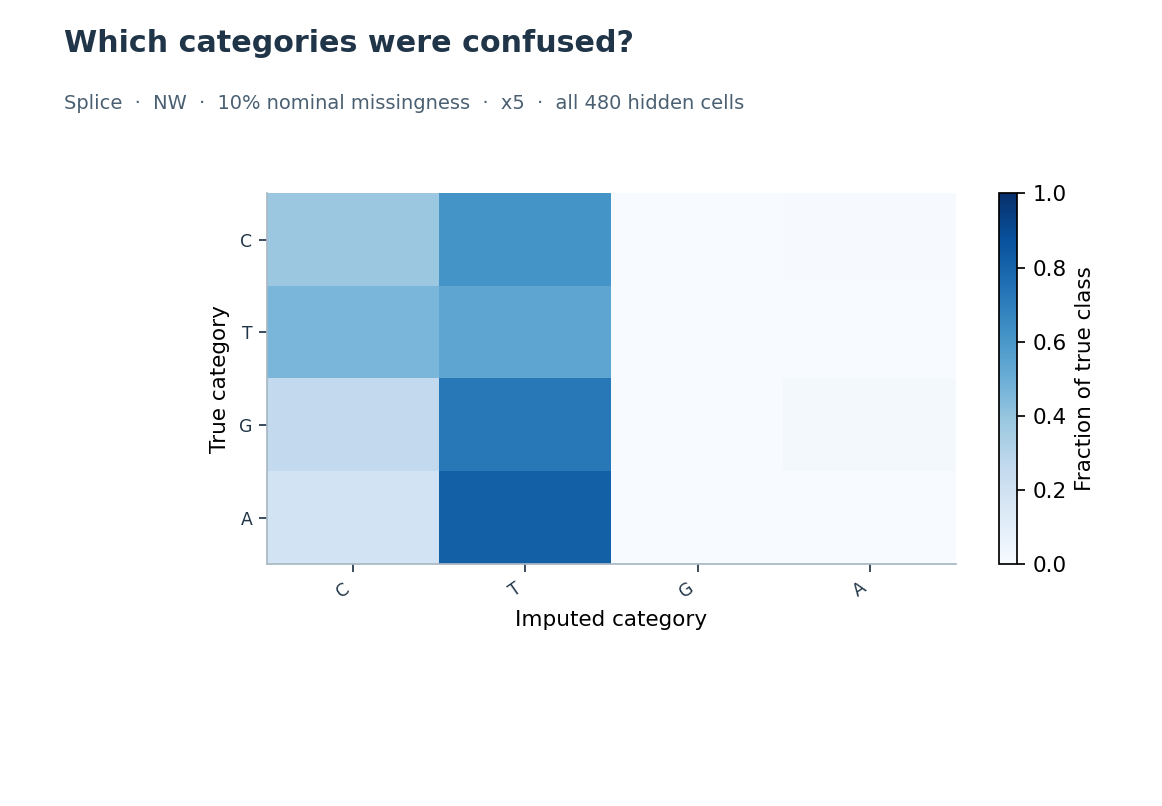 Which categories were confused?
Splice · NW · 10% nominal missingness · x5 · all 480 hidden cells
True category
C
T
G
A
C T G A
Imputed category
1.0
0.8
0.6
0.4
0.2
0.0
Fraction of true class